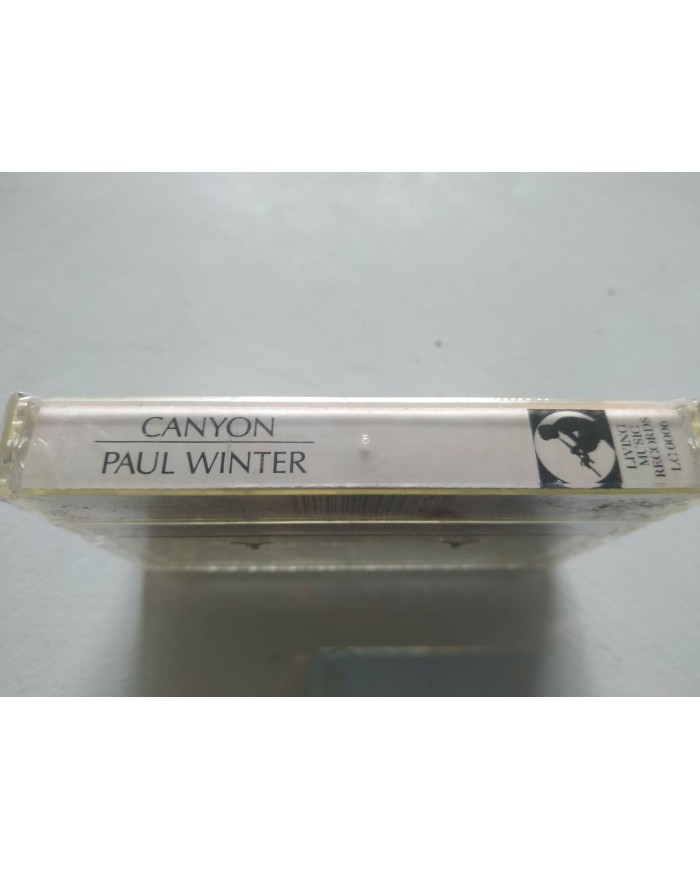 CANYON
PAUL WINTER
LIVING
MUSIC
RECORDS
LC 0006